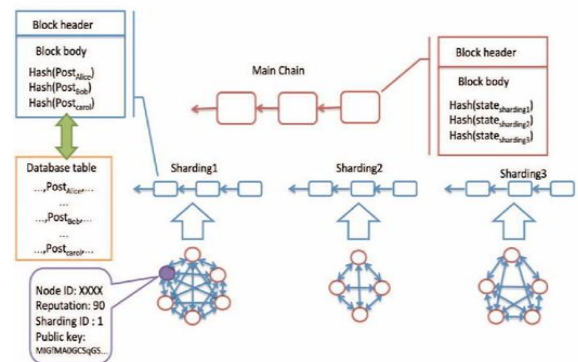 Block header
Block body
Hash(Post_Alice)
Hash(Post_Bob)
Hash(Post_carol)
Database table
...,Post_Alice,...
...
...,Post_Bob,...
...
...,Post_carol,...
Main Chain
Block header
Block body
Hash(state_sharding1)
Hash(state_sharding2)
Hash(state_sharding3)
Sharding1
Sharding2
Sharding3
Node ID: XXXX
Reputation: 90
Sharding ID : 1
Public key:
MIGfMA0GCSqGS...